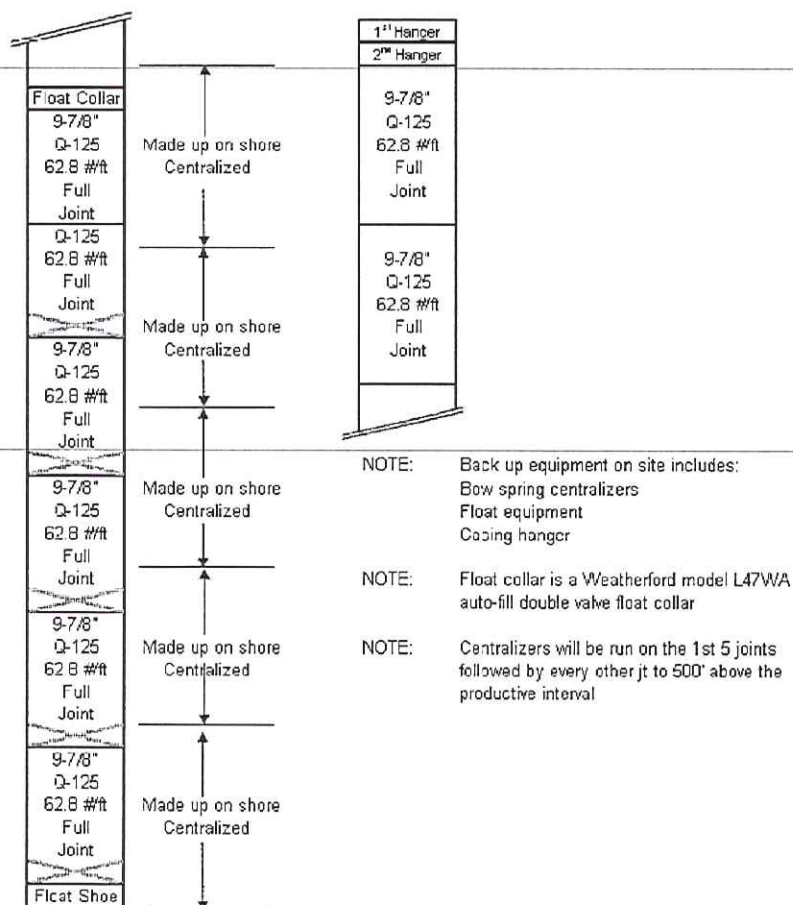 Float Collar
9-7/8"
Q-125
62.8 #/ft
Full
Joint
Q-125
62.8 #/ft
Full
Joint
9-7/8"
Q-125
62.8 #/ft
Full
Joint
9-7/8"
Q-125
62.8 #/ft
Full
Joint
9-7/8"
Q-125
62.8 #/ft
Full
Joint
9-7/8"
Q-125
62.8 #/ft
Full
Joint
Float Shoe
Made up on shore
Centralized
Made up on shore
Centralized
Made up on shore
Centralized
Made up on shore
Centralized
Made up on shore
Centralized
1st Hanger
2nd Hanger
9-7/8"
Q-125
62.8 #/ft
Full
Joint
9-7/8"
Q-125
62.8 #/ft
Full
Joint
NOTE: Back up equipment on site includes:
Bow spring centralizers
Float equipment
Casing hanger
NOTE: Float collar is a Weatherford model L47WA
auto-fill double valve float collar
NOTE: Centralizers will be run on the 1st 5 joints
followed by every other jt to 500' above the
productive interval